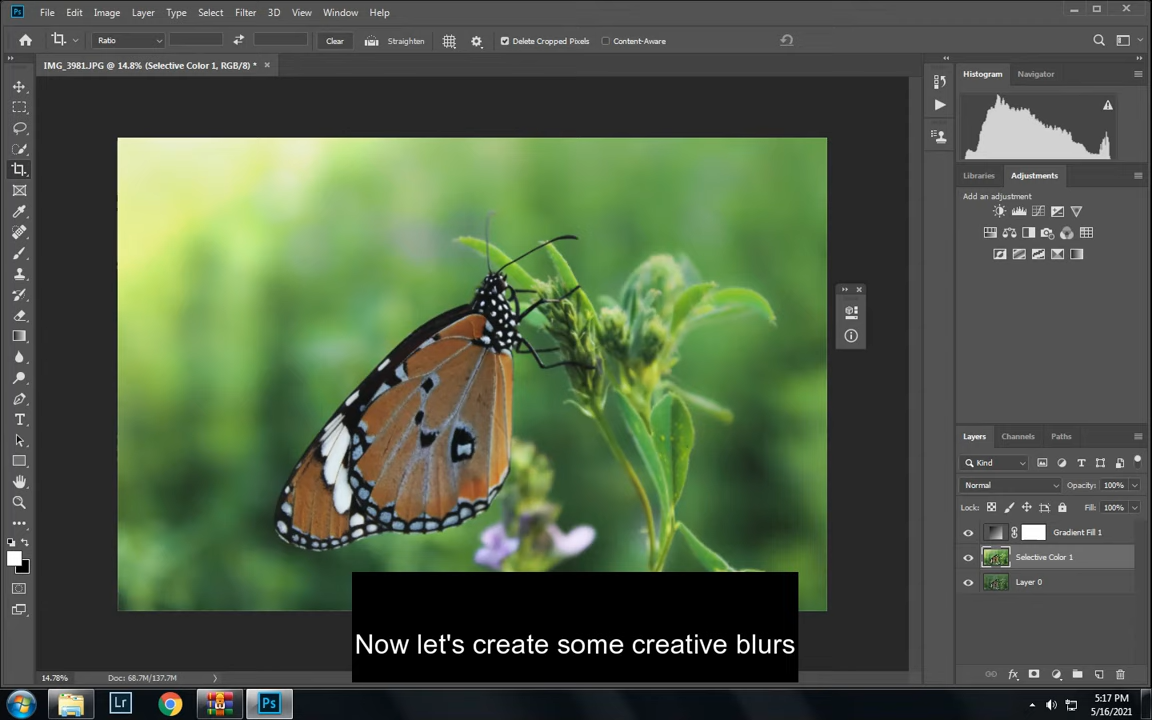 Ps
File Edit Image Layer Type Select Filter 3D View Window Help
Ratio Clear Straighten Delete Cropped Pixels Content-Aware
IMG_3981.JPG @ 14.8% (Selective Color 1, RGB/8) * ×
Histogram Navigator
Libraries Adjustments
Add an adjustment
Layers Channels Paths
Kind
Normal Opacity: 100%
Lock: Fill: 100%
Gradient Fill 1
Selective Color 1
Layer 0
Now let's create some creative blurs
14.78% Doc: 68.7M/137.7M
Lr Ps
5:17 PM
5/16/2021